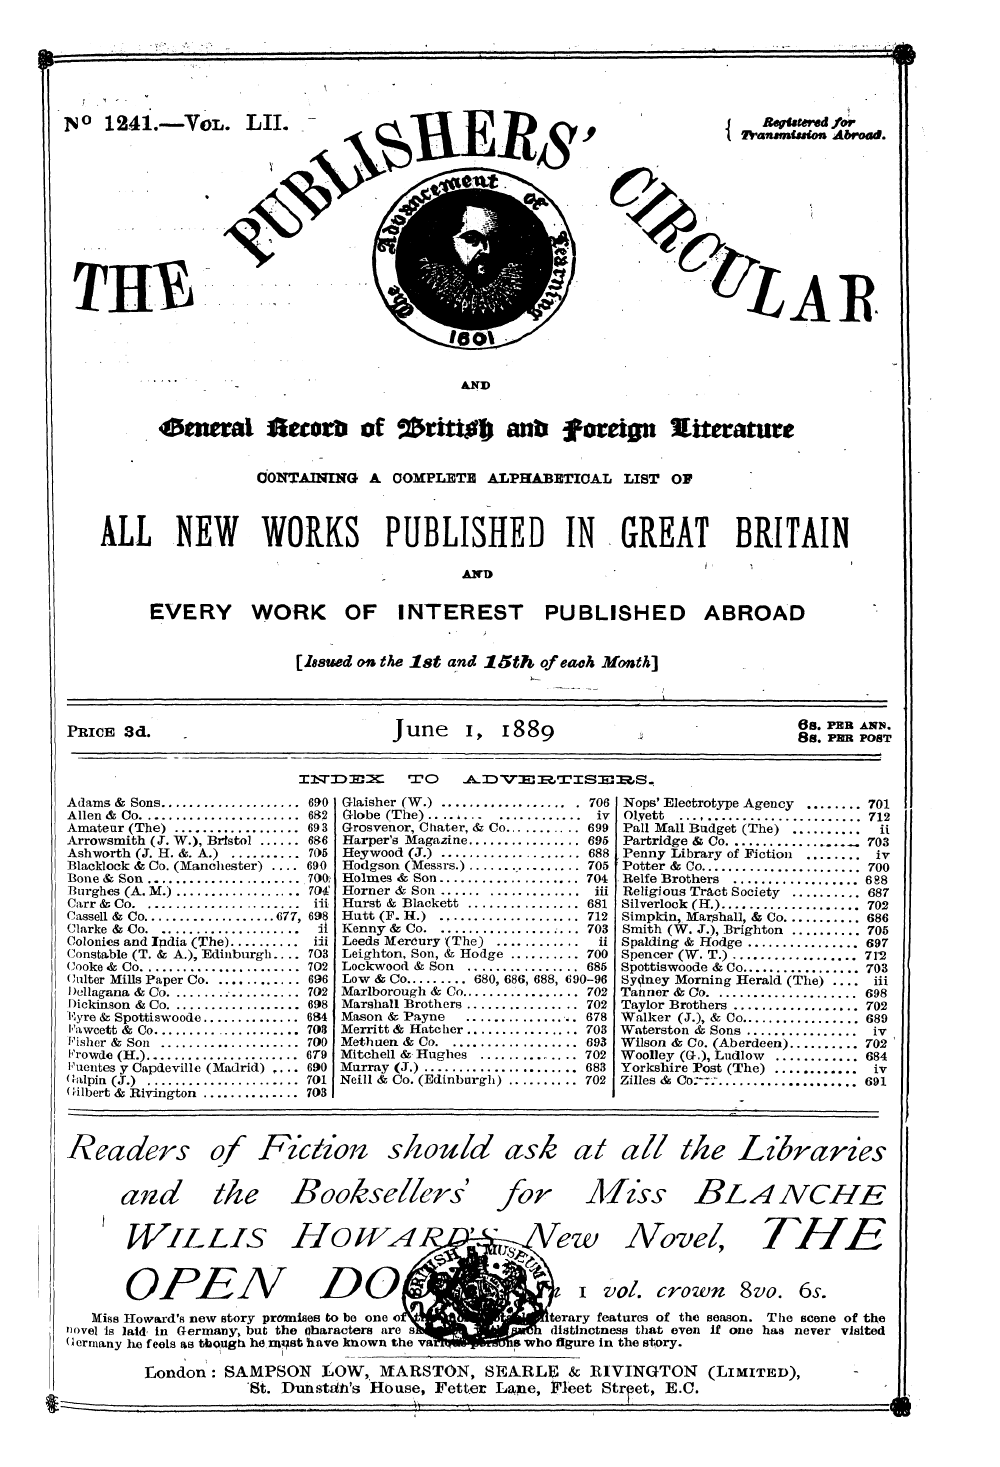 Nº 1241.—VOL. LII.
{ Registered for
Transmission Abroad.
THE PUBLISHERS' CIRCULAR
The Advancement of Learning
1601
AND
General Record of British and Foreign Literature
CONTAINING A COMPLETE ALPHABETICAL LIST OF
ALL NEW WORKS PUBLISHED IN GREAT BRITAIN
AND
EVERY WORK OF INTEREST PUBLISHED ABROAD
[Issued on the 1st and 15th of each Month]
PRICE 3d.
June 1, 1889
6s. PER ANN.
8s. PER POST
INDEX TO ADVERTISERS.
Adams & Sons.................... 690
Allen & Co. ...................... 682
Amateur (The) .................. 693
Arrowsmith (J. W.), Bristol ...... 686
Ashworth (J. H. &. A.) .......... 705
Blacklock & Co. (Manchester) .... 690
Bone & Son ...................... 700
Burghes (A. M.) .................. 704
Carr & Co. ...................... iii
Cassell & Co...................677, 698
Clarke & Co. .................... ii
Colonies and India (The).......... iii
Constable (T. & A.), Edinburgh.... 703
Cooke & Co....................... 702
Culter Mills Paper Co. ............ 696
Dellagana & Co. .................. 702
Dickinson & Co. .................. 698
Eyre & Spottiswoode.............. 684
Fawcett & Co..................... 703
Fisher & Son .................... 700
Frowde (H.)...................... 679
Fuentes y Capdeville (Madrid) .... 690
Galpin (J.) ...................... 701
Gilbert & Rivington .............. 703
Glaisher (W.) .................. 706
Globe (The) ...................... iv
Grosvenor, Chater, & Co........... 699
Harper's Magazine................ 695
Heywood (J.) .................... 688
Hodgson (Messrs.) ................ 705
Holmes & Son.................... 704
Horner & Son .................... iii
Hurst & Blackett ................ 681
Hutt (F. H.) .................... 712
Kenny & Co. .................... 703
Leeds Mercury (The) ............ ii
Leighton, Son, & Hodge .......... 700
Lockwood & Son ................ 685
Low & Co......... 680, 686, 688, 690-96
Marlborough & Co................ 702
Marshall Brothers ................ 702
Mason & Payne ................ 678
Merritt & Hatcher................ 703
Methuen & Co. .................. 693
Mitchell & Hughes .............. 702
Murray (J.) ...................... 683
Neill & Co. (Edinburgh) .......... 702
Nops' Electrotype Agency ........ 701
Olyett .......................... 712
Pall Mall Budget (The) .......... ii
Partridge & Co. .................. 703
Penny Library of Fiction ........ iv
Potter & Co...................... 700
Relfe Brothers .................. 688
Religious Tract Society .......... 687
Silverlock (H.).................... 702
Simpkin, Marshall, & Co........... 686
Smith (W. J.), Brighton .......... 705
Spalding & Hodge ................ 697
Spencer (W. T.) .................. 712
Spottiswoode & Co................ 703
Sydney Morning Herald (The) .... iii
Tanner & Co. .................... 698
Taylor Brothers .................. 702
Walker (J.), & Co................. 689
Waterston & Sons ................ iv
Wilson & Co. (Aberdeen).......... 702
Woolley (G.), Ludlow ............ 684
Yorkshire Post (The) ............ iv
Zilles & Co. ...................... 691
Readers of Fiction should ask at all the Libraries
and the Booksellers' for Miss BLANCHE
WILLIS HOWARD'S New Novel, THE
OPEN DO 1 vol. crown 8vo. 6s.
BRITISH MUSEUM
Miss Howard's new story promises to be one of literary features of the season. The scene of the
novel is laid in Germany, but the characters are such distinctness that even if one has never visited
Germany he feels as though he must have known the various persons who figure in the story.
London: SAMPSON LOW, MARSTON, SEARLE & RIVINGTON (LIMITED),
St. Dunstan's House, Fetter Lane, Fleet Street, E.C.